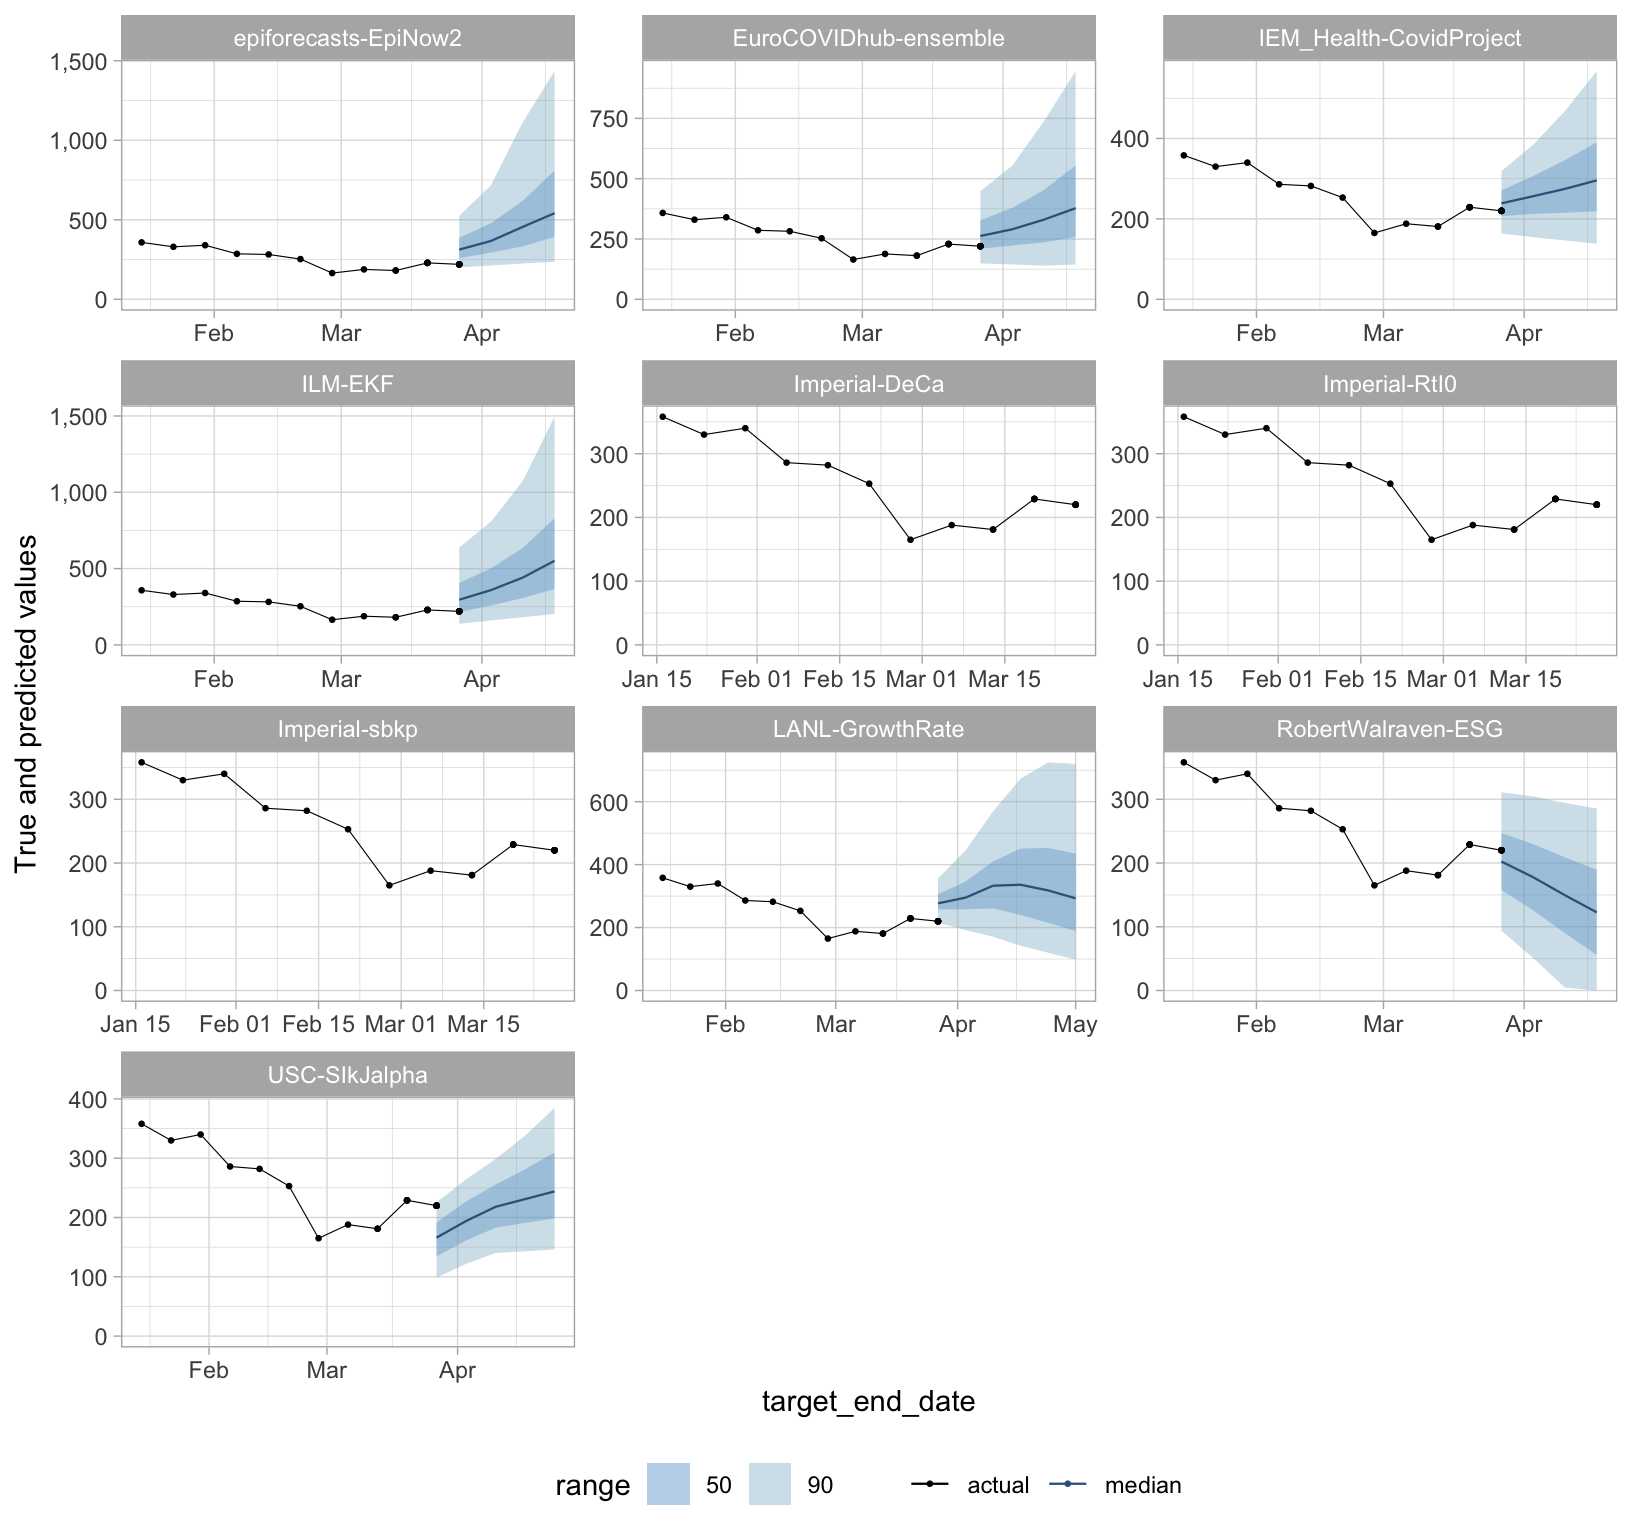 epiforecasts-EpiNow2
EuroCOVIDhub-ensemble
IEM_Health-CovidProject
1,500
1,000
500
0
Feb Mar Apr
750
500
250
0
Feb Mar Apr
400
200
0
Feb Mar Apr
ILM-EKF
Imperial-DeCa
Imperial-RtI0
1,500
1,000
500
0
Feb Mar Apr
300
200
100
0
Jan 15 Feb 01 Feb 15 Mar 01 Mar 15
300
200
100
0
Jan 15 Feb 01 Feb 15 Mar 01 Mar 15
True and predicted values
Imperial-sbkp
LANL-GrowthRate
RobertWalraven-ESG
300
200
100
0
Jan 15 Feb 01 Feb 15 Mar 01 Mar 15
600
400
200
0
Feb Mar Apr May
300
200
100
0
Feb Mar Apr
USC-SIkJalpha
400
300
200
100
0
Feb Mar Apr
target_end_date
range 50 90 actual median